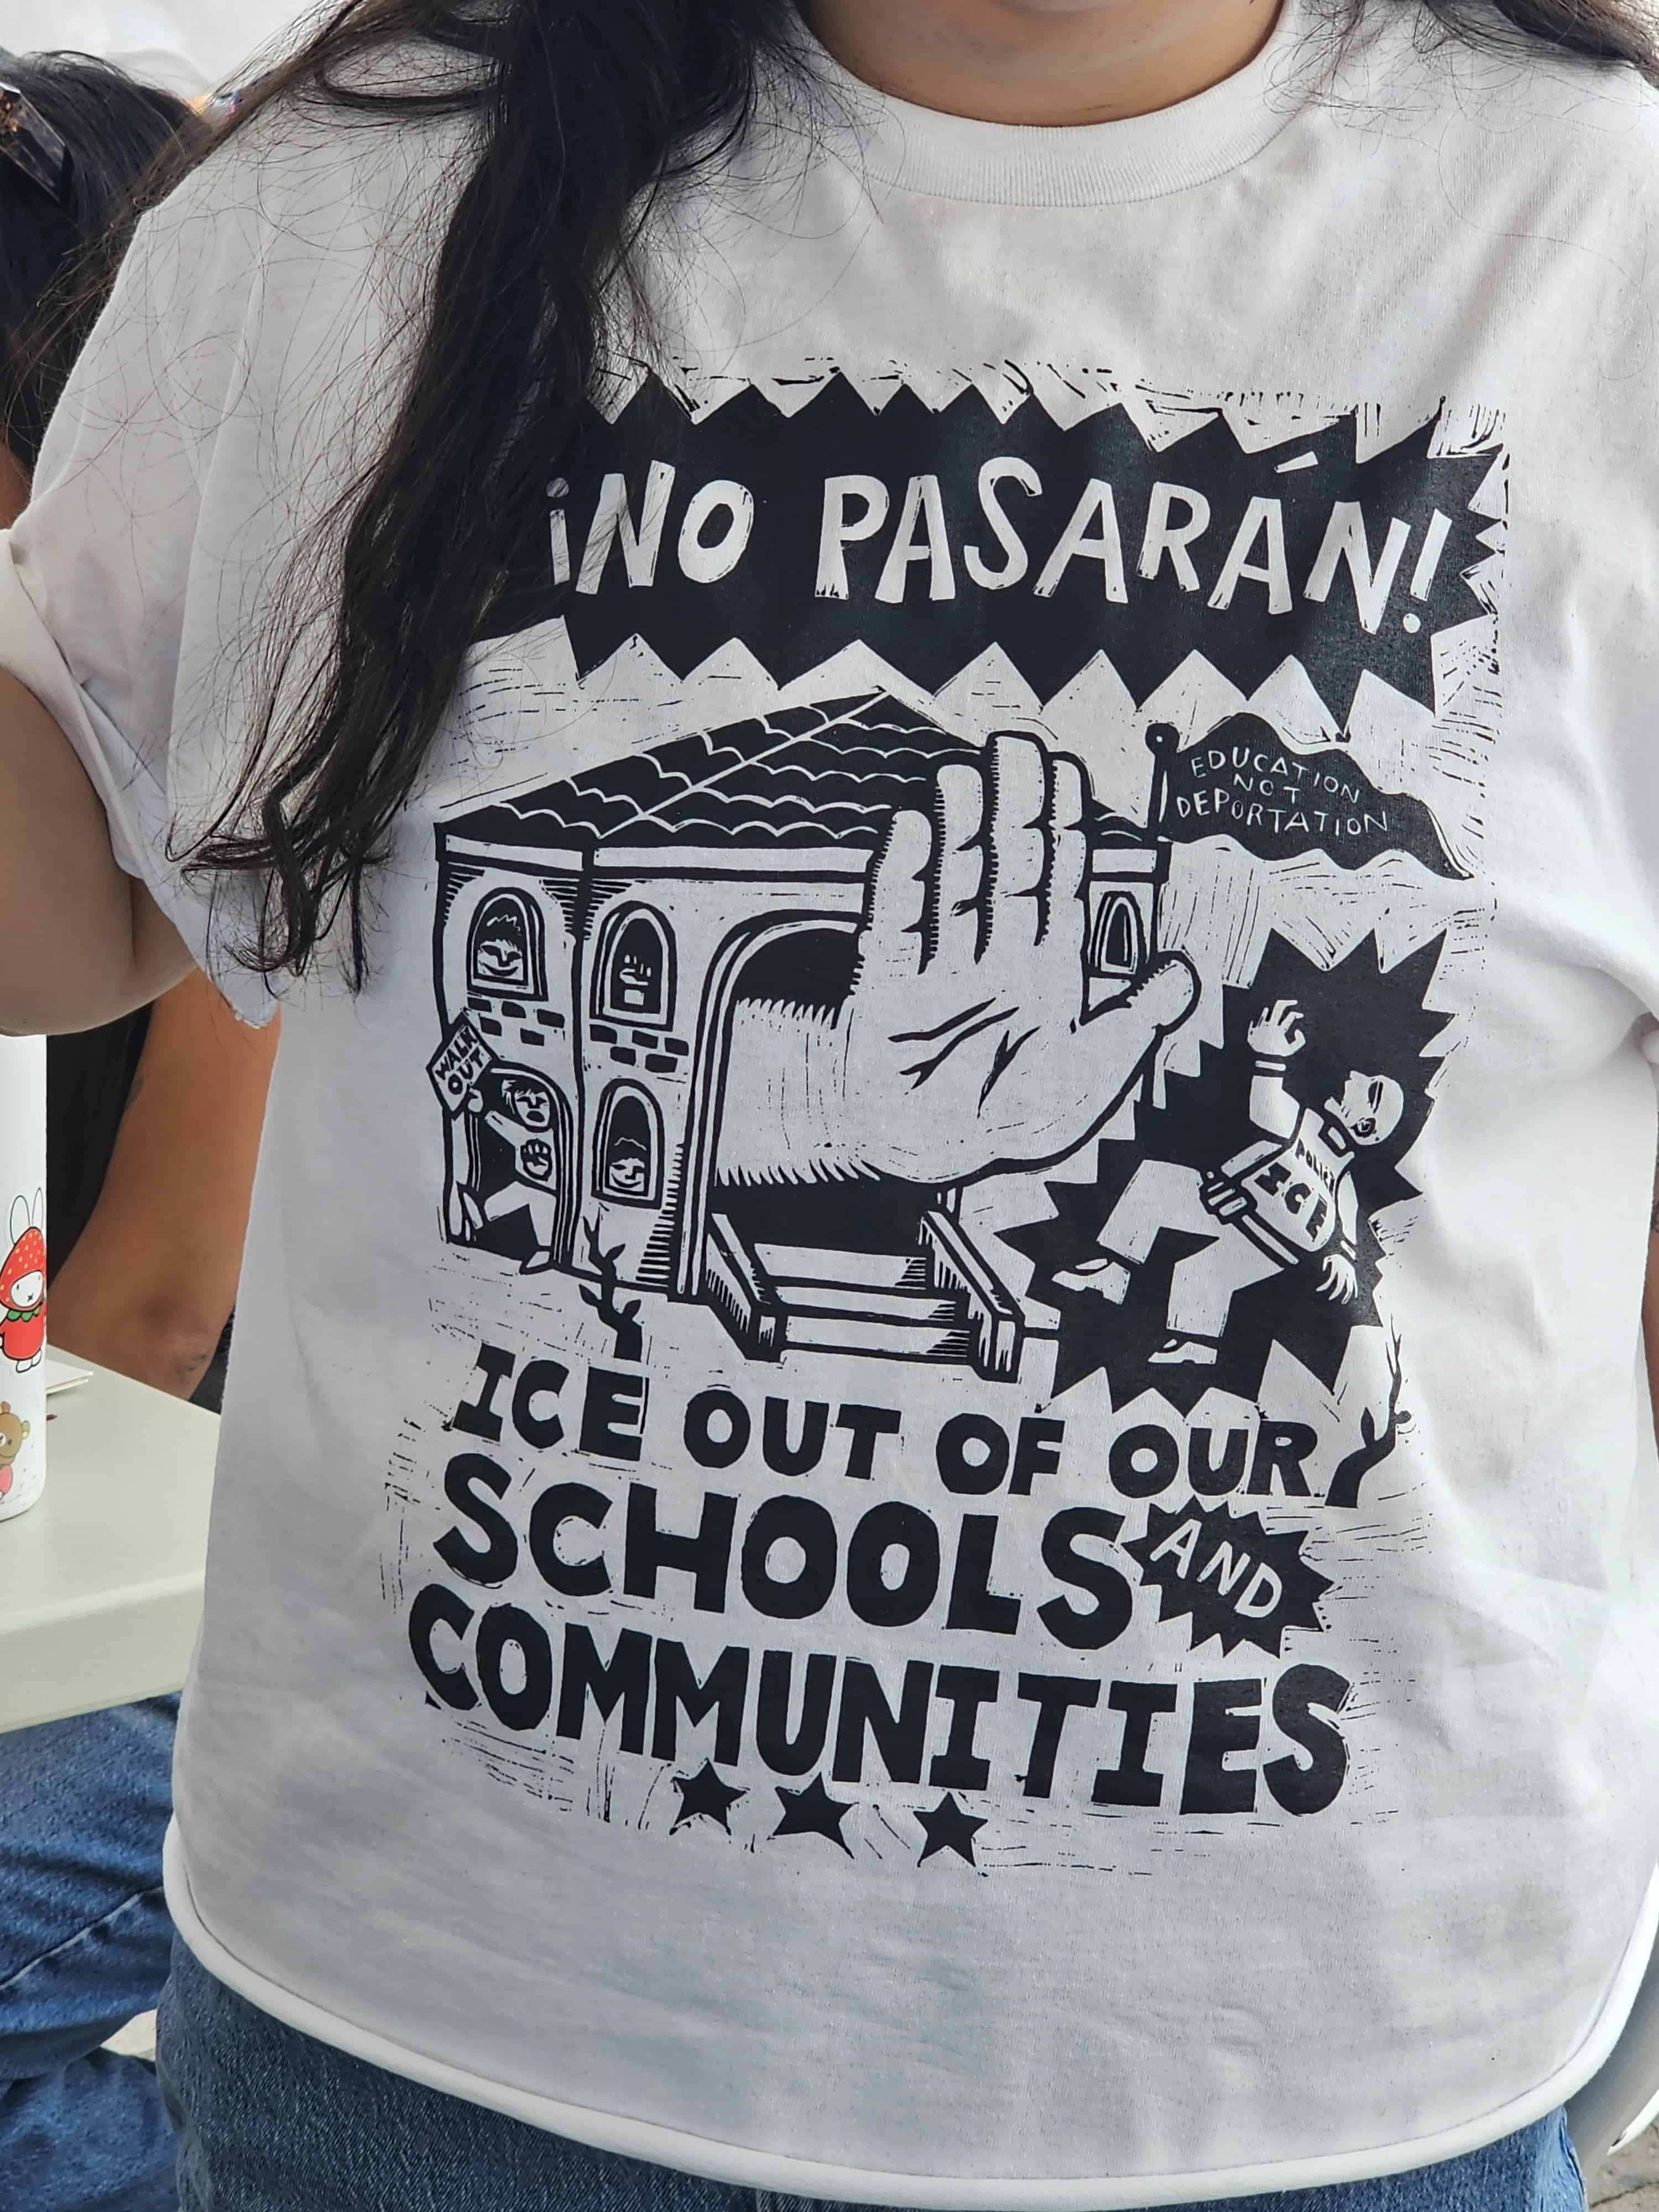 ¡NO PASARÁN!
EDUCATION
NOT
DEPORTATION
WALK
OUT
POLICE
ICE
ICE OUT OF OUR
SCHOOLS AND
COMMUNITIES